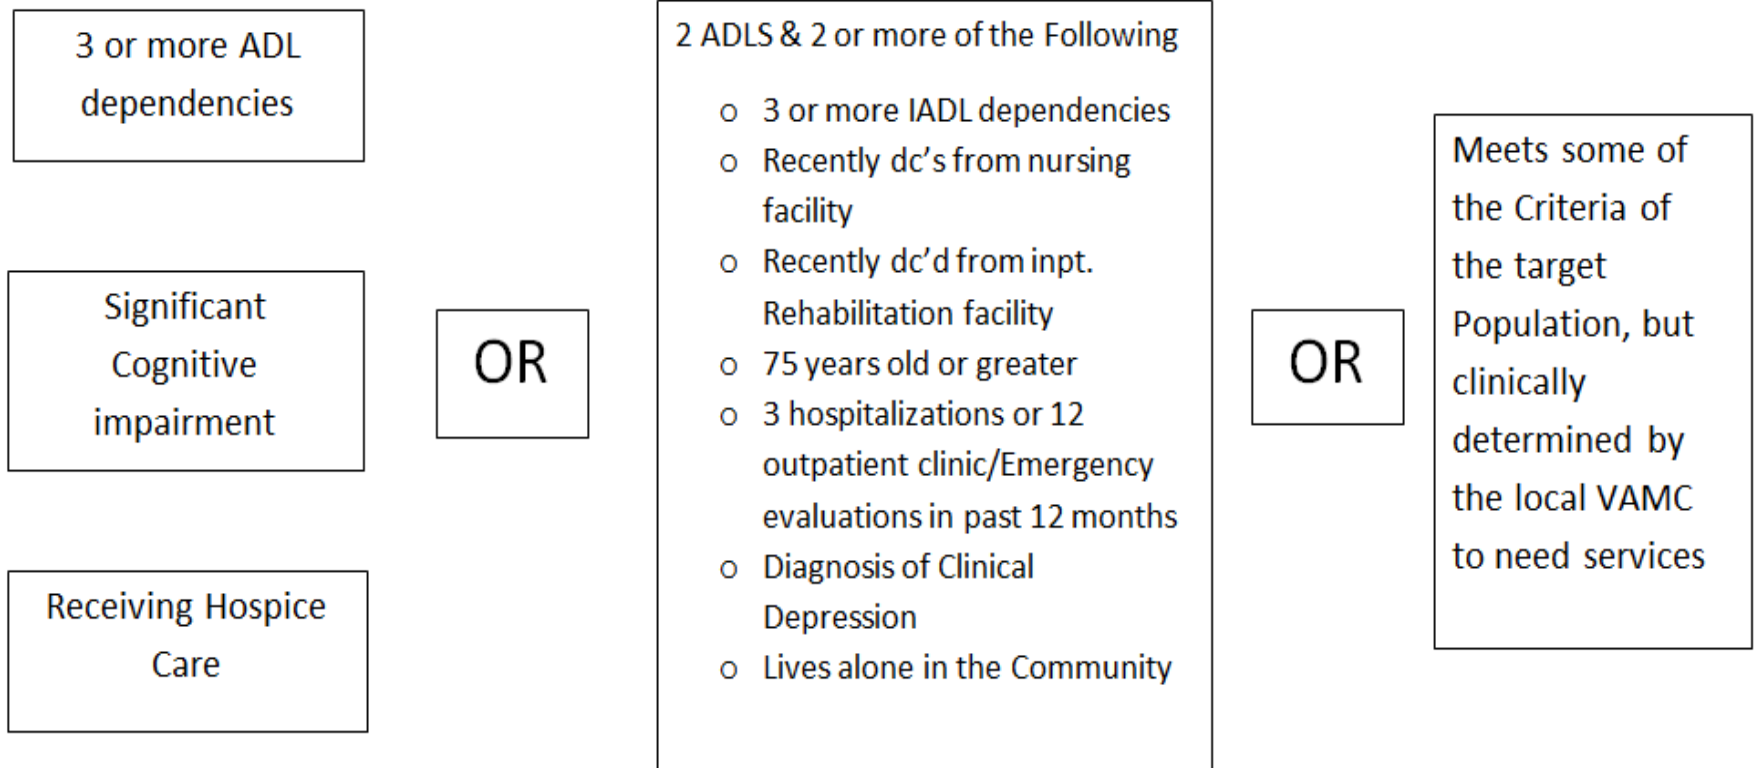 3 or more ADL
dependencies
Significant
Cognitive
impairment
Receiving Hospice
Care
OR
2 ADLS & 2 or more of the Following
o 3 or more IADL dependencies
o Recently dc's from nursing
facility
o Recently dc'd from inpt.
Rehabilitation facility
o 75 years old or greater
o 3 hospitalizations or 12
outpatient clinic/Emergency
evaluations in past 12 months
o Diagnosis of Clinical
Depression
o Lives alone in the Community
OR
Meets some of
the Criteria of
the target
Population, but
clinically
determined by
the local VAMC
to need services